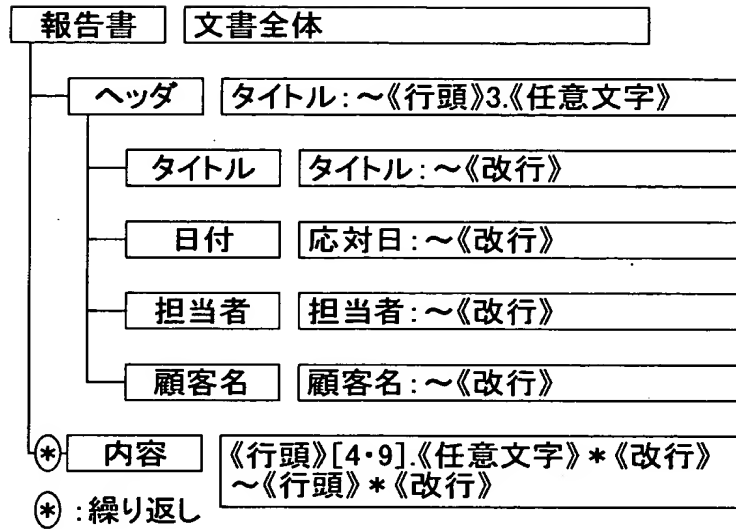 報告書 文書全体
ヘッダ タイトル:～《行頭》3.《任意文字》
タイトル タイトル:～《改行》
日付 応対日:～《改行》
担当者 担当者:～《改行》
顧客名 顧客名:～《改行》
* 内容 《行頭》[4・9].《任意文字》*《改行》
～《行頭》*《改行》
* :繰り返し